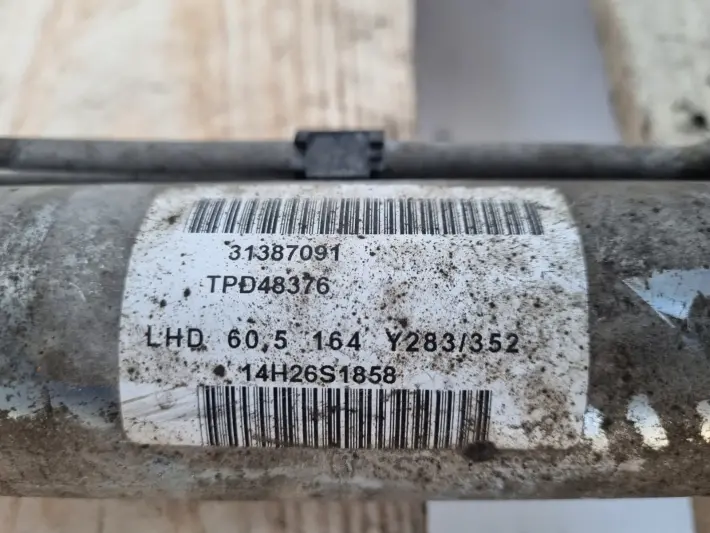 31387091
TPD48376
LHD 60,5 164 Y283/352
14H26S1858